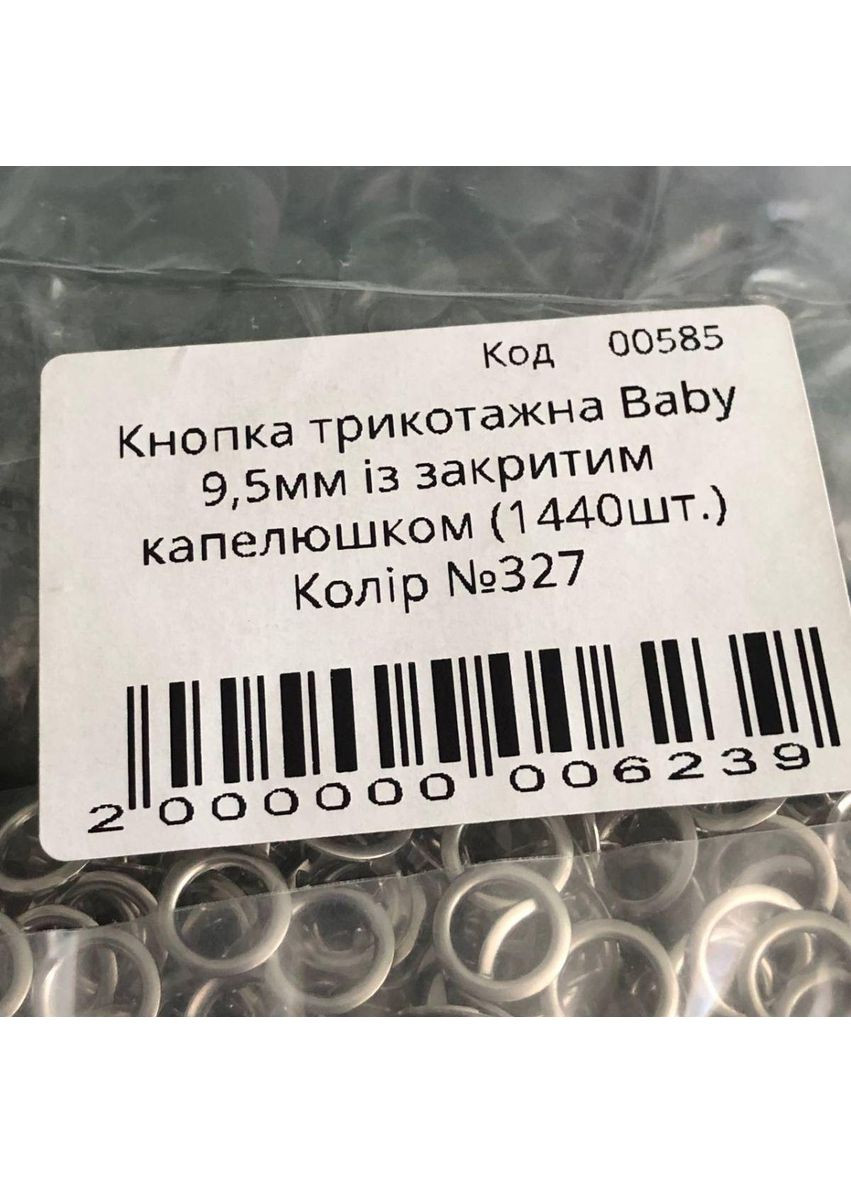 Код 00585
Кнопка трикотажна Baby
9,5мм із закритим
капелюшком (1440шт.)
Колір №327
2 000000 006239